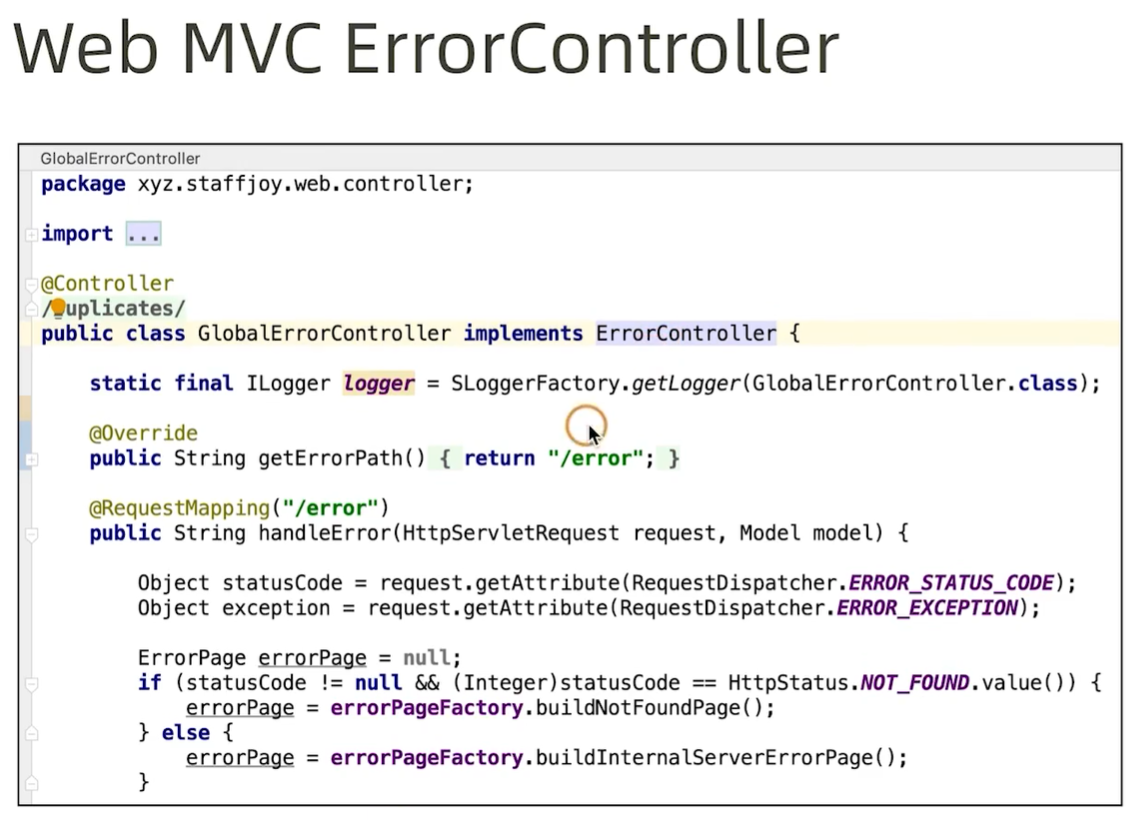 Web MVC ErrorController
GlobalErrorController
package xyz.staffjoy.web.controller;
import ...
@Controller
/ uplicates/
public class GlobalErrorController implements ErrorController {
static final ILogger logger = SLoggerFactory.getLogger(GlobalErrorController.class);
@Override
public String getErrorPath() { return "/error"; }
@RequestMapping("/error")
public String handleError(HttpServletRequest request, Model model) {
Object statusCode = request.getAttribute(RequestDispatcher.ERROR_STATUS_CODE);
Object exception = request.getAttribute(RequestDispatcher.ERROR_EXCEPTION);
ErrorPage errorPage = null;
if (statusCode != null && (Integer)statusCode == HttpStatus.NOT_FOUND.value()) {
errorPage = errorPageFactory.buildNotFoundPage();
} else {
errorPage = errorPageFactory.buildInternalServerErrorPage();
}